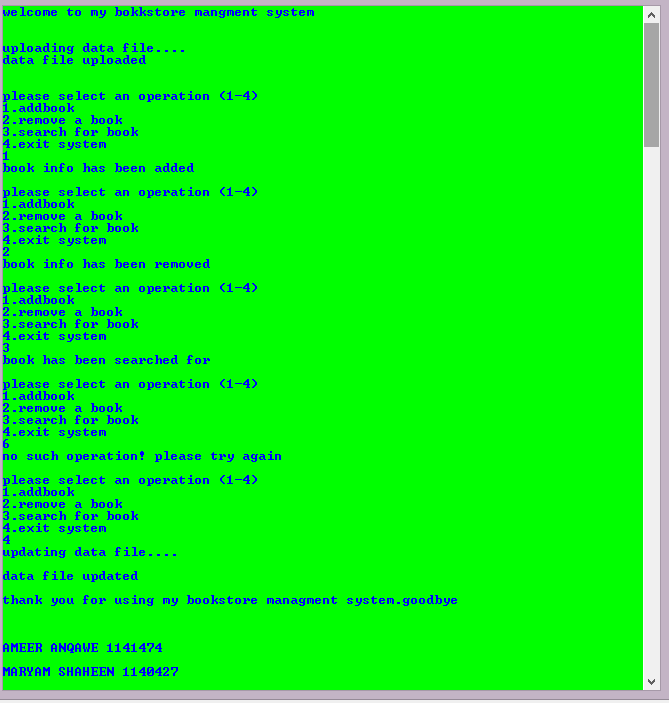 welcome to my bokkstore mangment system
uploading data file....
data file uploaded
please select an operation (1-4)
1.addbook
2.remove a book
3.search for book
4.exit system
1
book info has been added
please select an operation (1-4)
1.addbook
2.remove a book
3.search for book
4.exit system
2
book info has been removed
please select an operation (1-4)
1.addbook
2.remove a book
3.search for book
4.exit system
3
book has been searched for
please select an operation (1-4)
1.addbook
2.remove a book
3.search for book
4.exit system
6
no such operation! please try again
please select an operation (1-4)
1.addbook
2.remove a book
3.search for book
4.exit system
4
updating data file....
data file updated
thank you for using my bookstore managment system.goodbye
AMEER ANQAWE 1141474
MARYAM SHAHEEN 1140427